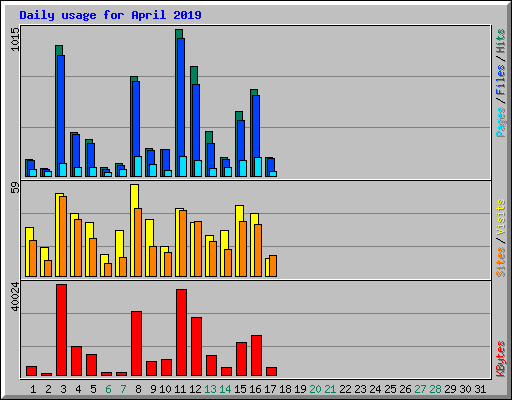 Daily usage for April 2019
1015
Pages/Files/Hits
59
Sites/Visits
40024
KBytes
1 2 3 4 5 6 7 8 9 10 11 12 13 14 15 16 17 18 19 20 21 22 23 24 25 26 27 28 29 30 31